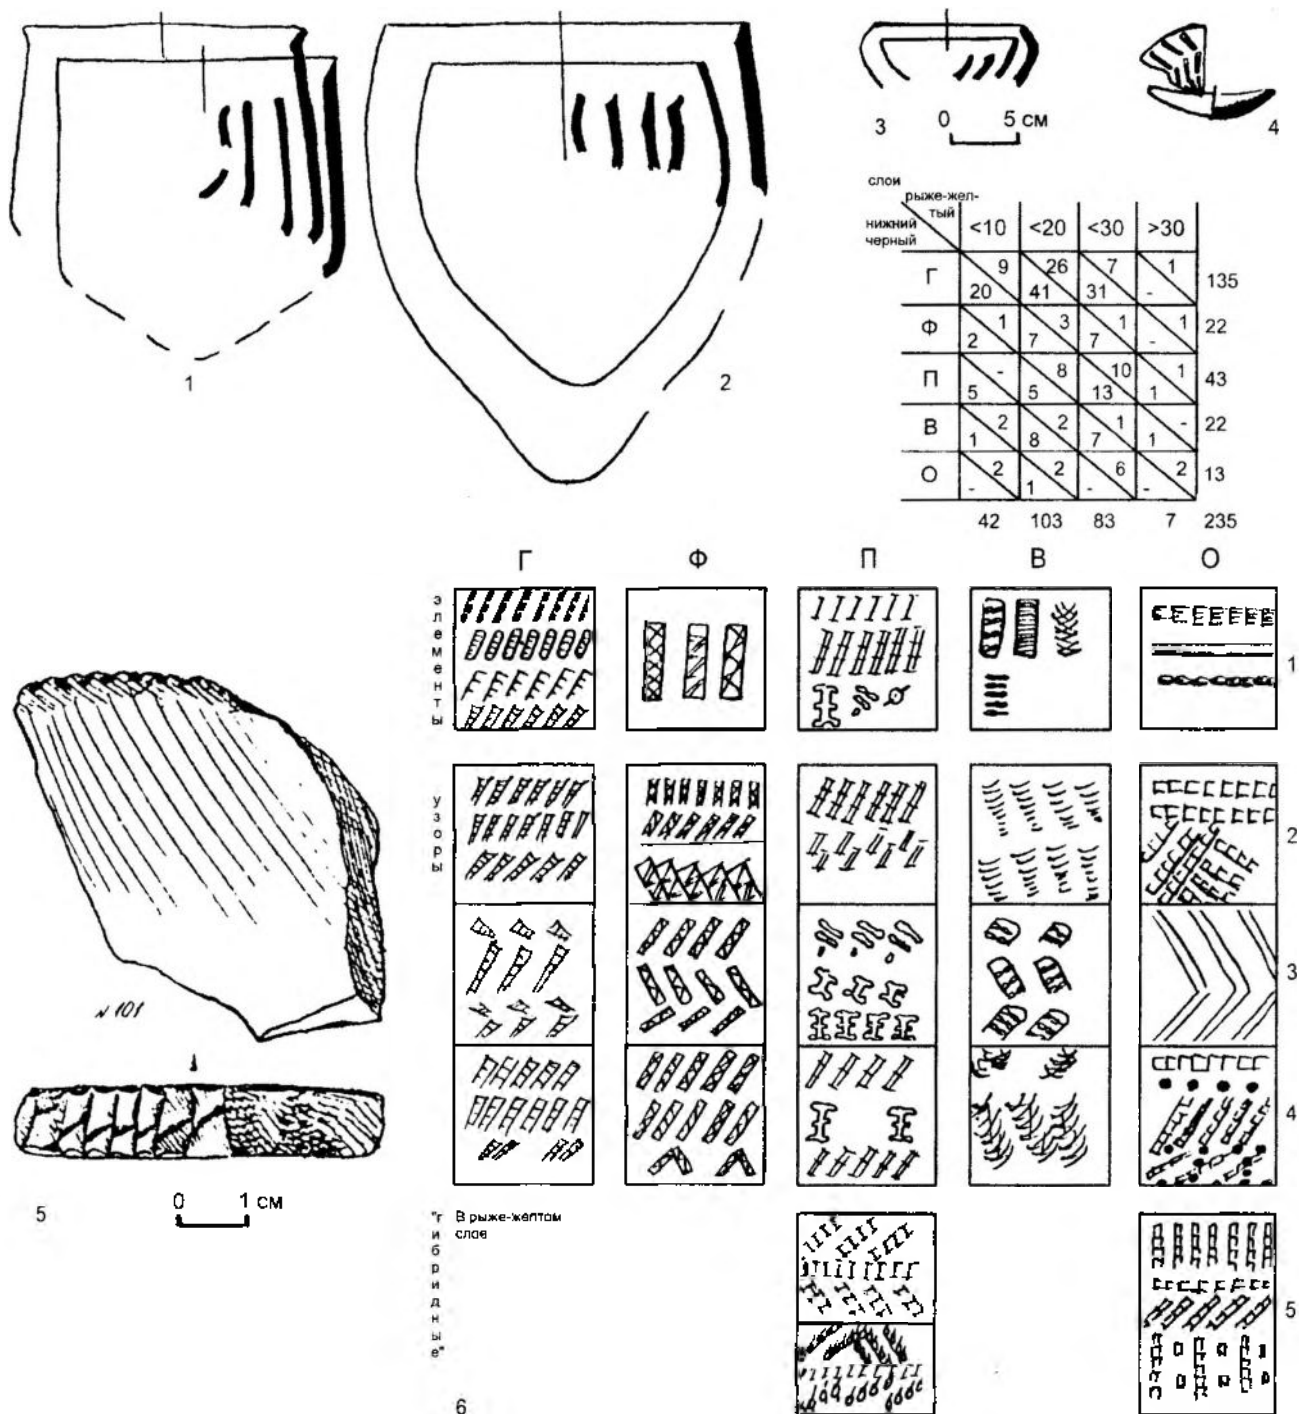 1
2
3
0 5 см
4
слои
рыже-жел-
тый
нижний
черный
<10 <20 <30 >30
Г 9 20 26 41 7 31 1 - 135
Ф 1 2 3 7 1 7 1 - 22
П - 5 8 5 10 13 1 1 43
В 2 1 2 8 1 7 - 1 22
О 2 - 2 1 6 - 2 - 13
42 103 83 7 235
Г Ф П В О
элементы
1
узоры
2
3
4
№ 101
5
0 1 см
"гибридные"
В рыже-желтом
слое
5
6